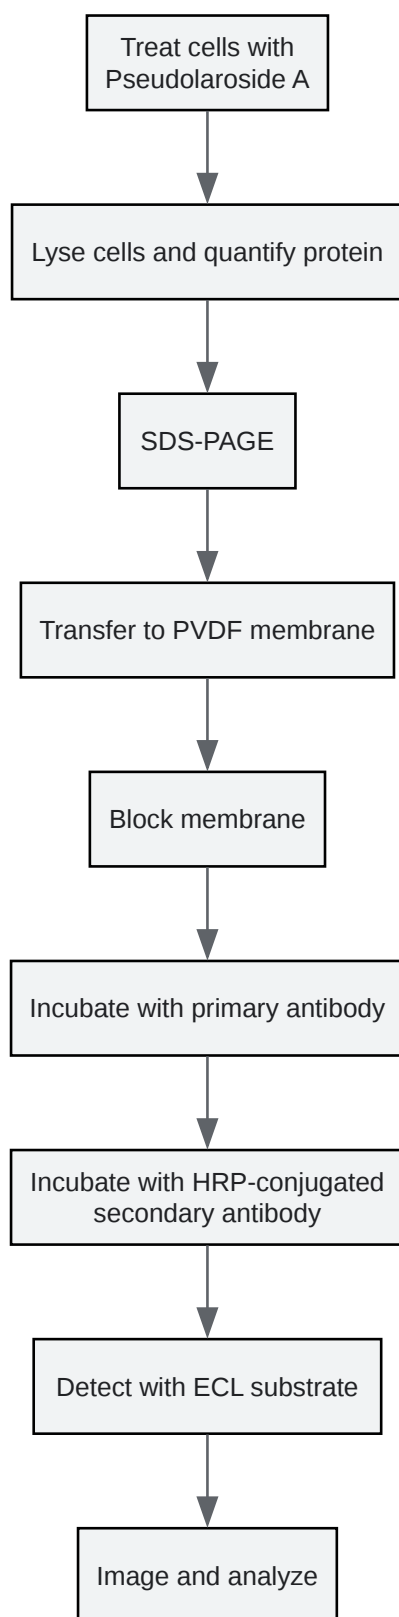 Treat cells with
Pseudolaroside A
Lyse cells and quantify protein
SDS-PAGE
Transfer to PVDF membrane
Block membrane
Incubate with primary antibody
Incubate with HRP-conjugated
secondary antibody
Detect with ECL substrate
Image and analyze